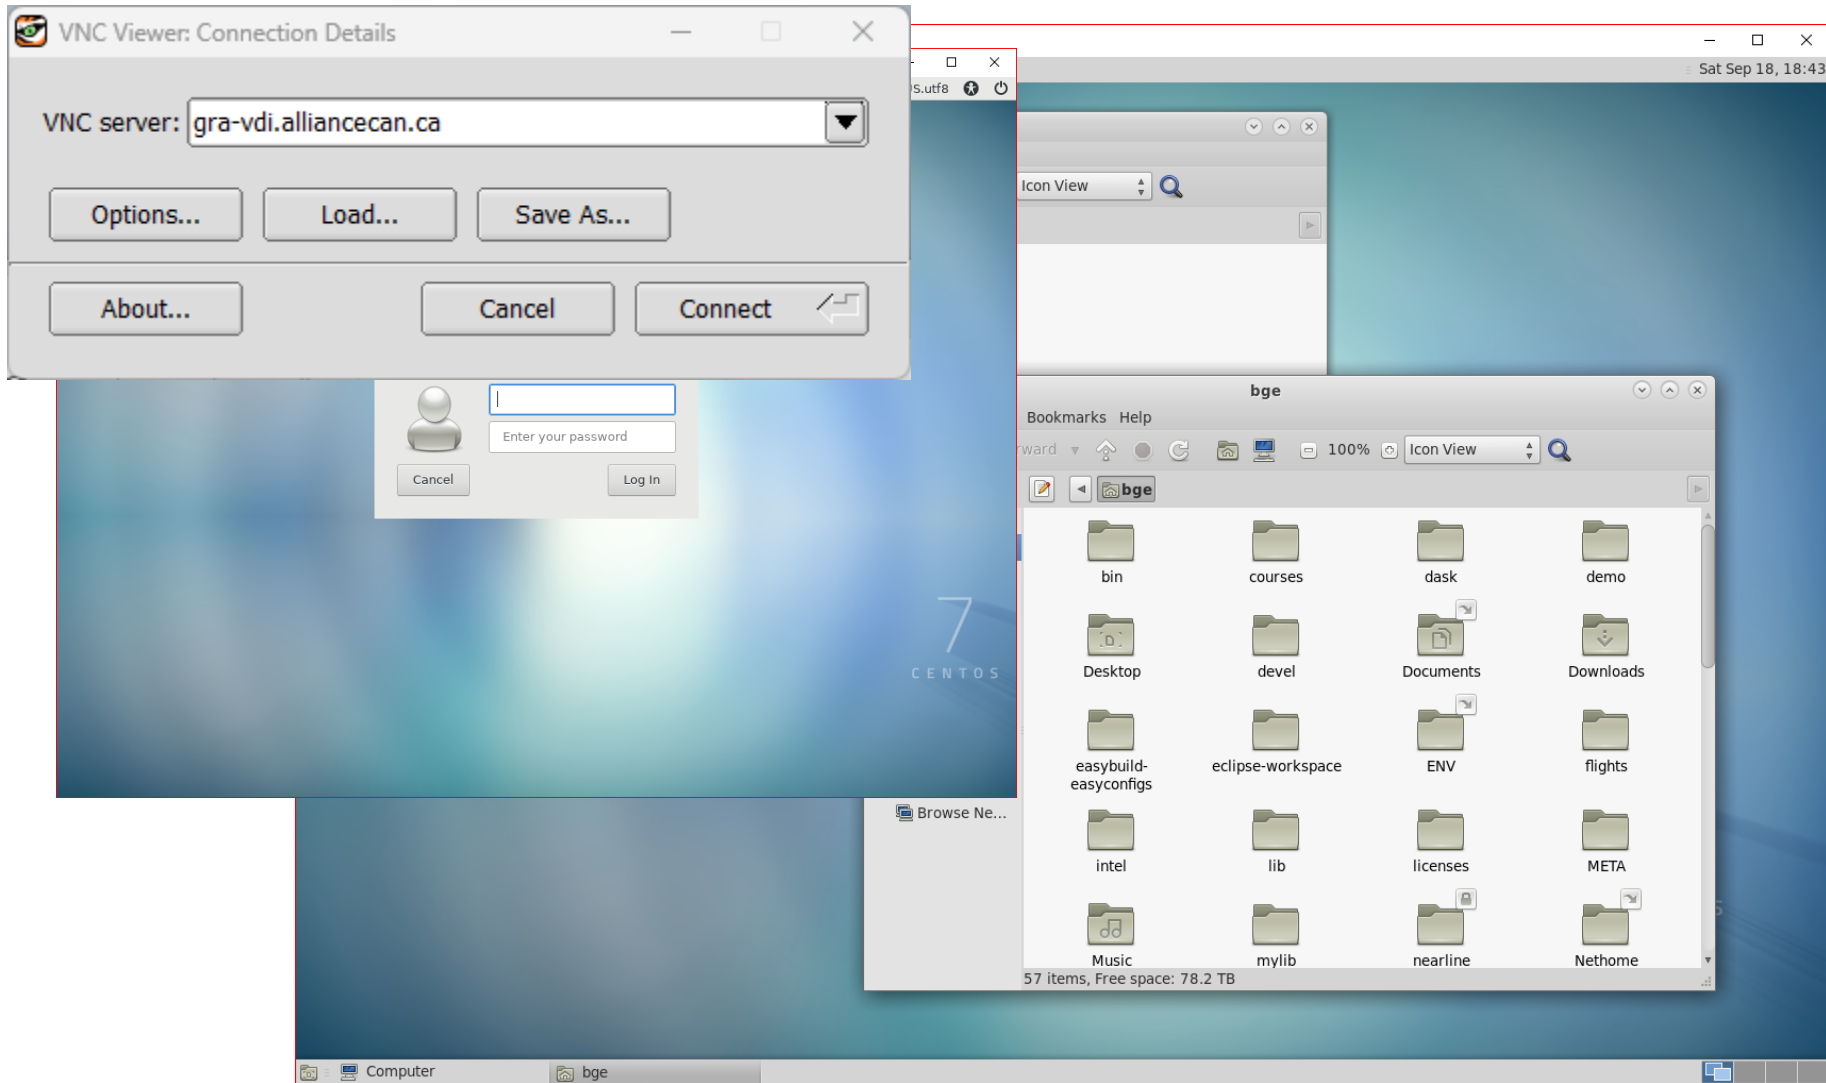 VNC Viewer: Connection Details
VNC server: gra-vdi.alliancecan.ca
Options... Load... Save As...
About... Cancel Connect
Sat Sep 18, 18:43
S.utf8
Icon View
Enter your password
Cancel Log In
7
CENTOS
bge
Bookmarks Help
ward 100% Icon View
bge
bin courses dask demo
Desktop devel Documents Downloads
easybuild-
easyconfigs eclipse-workspace ENV flights
Browse Ne...
intel lib licenses META
Music mylib nearline Nethome
57 items, Free space: 78.2 TB
Computer bge